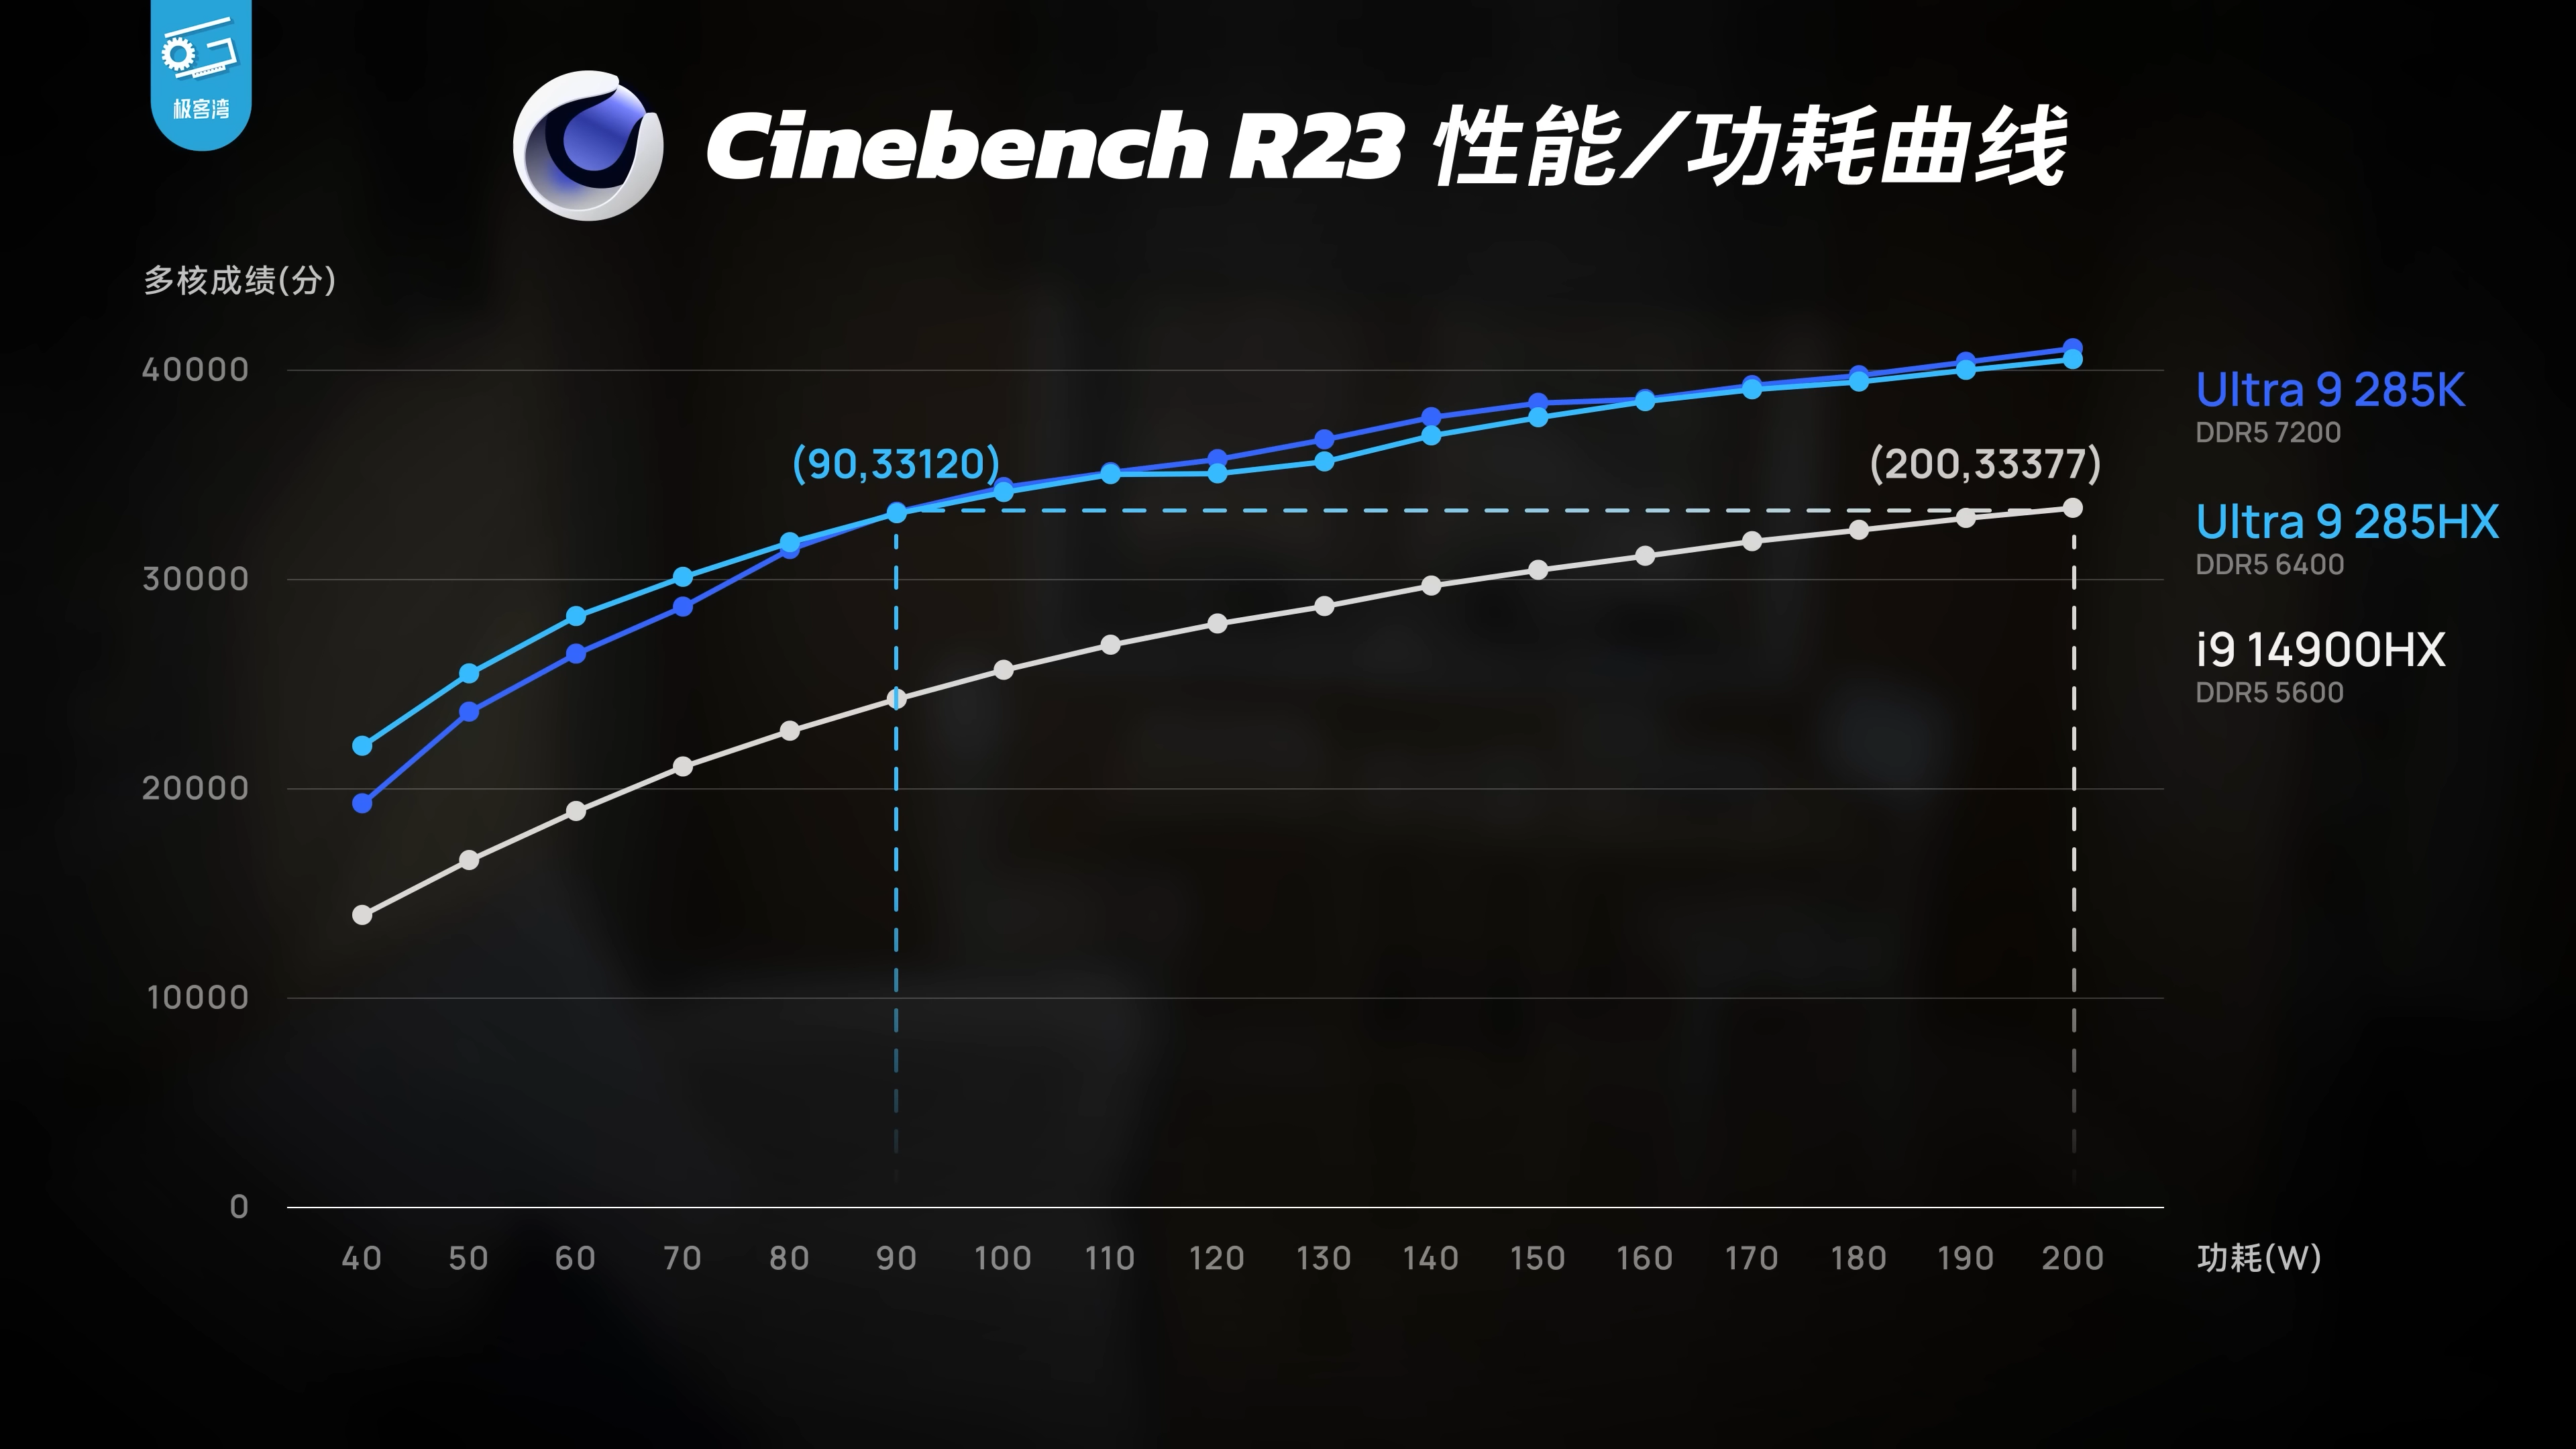 极客湾
Cinebench R23 性能/功耗曲线
多核成绩(分)
40000
30000
20000
10000
0
(90,33120)
(200,33377)
Ultra 9 285K
DDR5 7200
Ultra 9 285HX
DDR5 6400
i9 14900HX
DDR5 5600
40 50 60 70 80 90 100 110 120 130 140 150 160 170 180 190 200 功耗(W)